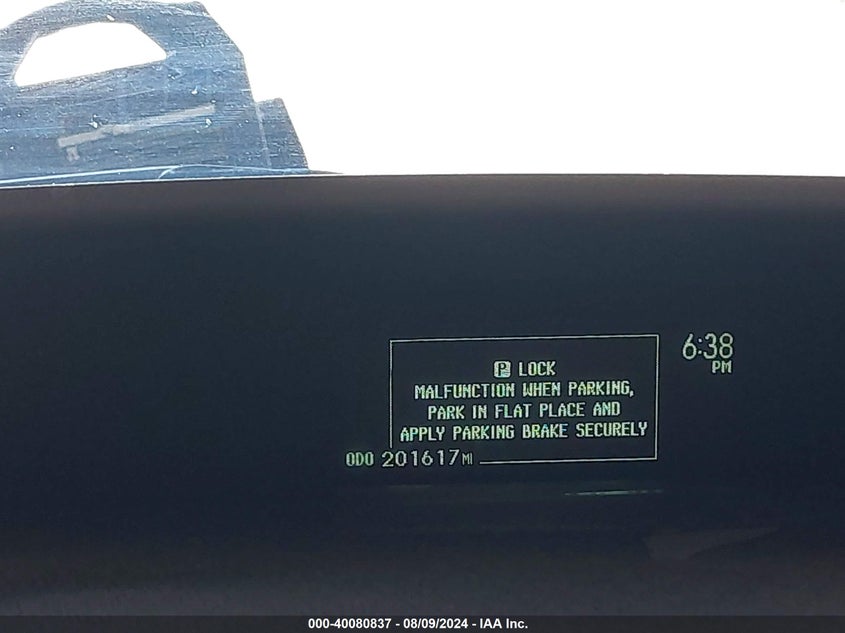 6:38
PM
P LOCK
MALFUNCTION WHEN PARKING,
PARK IN FLAT PLACE AND
APPLY PARKING BRAKE SECURELY
ODO 201617 MI
000-40080837 - 08/09/2024 - IAA Inc.